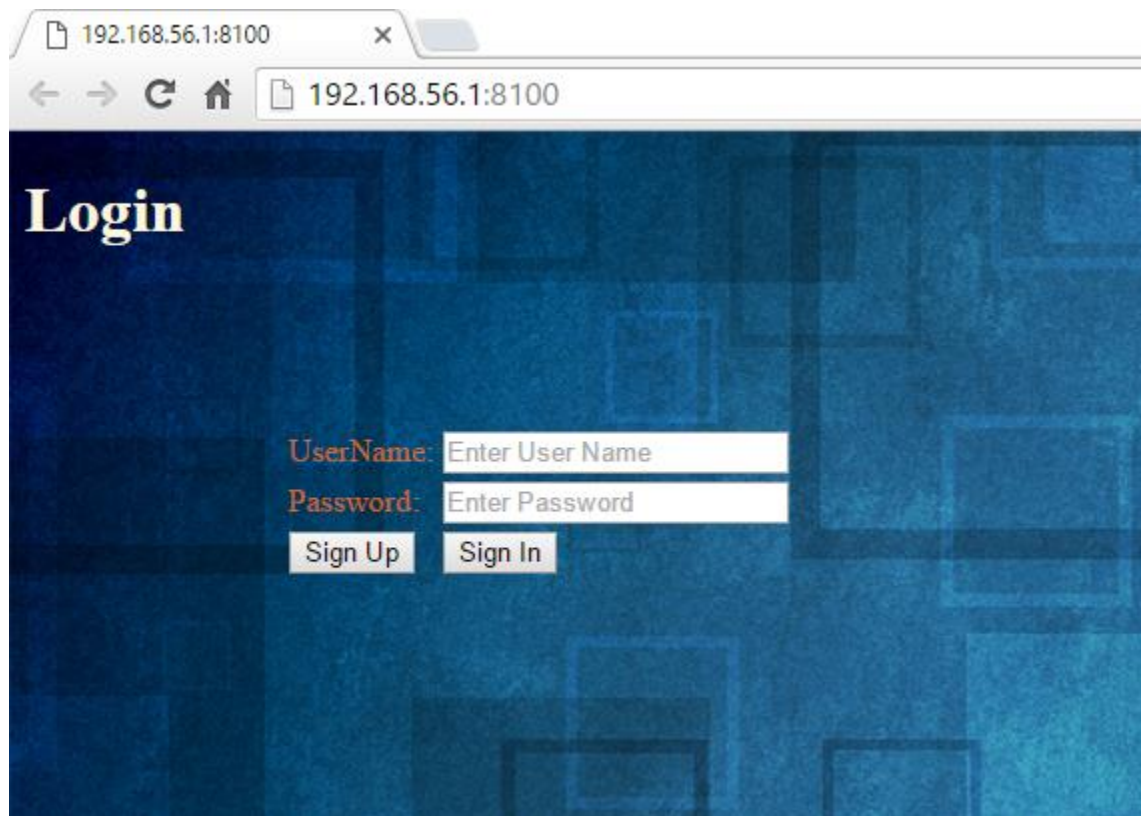 192.168.56.1:8100
192.168.56.1:8100
Login
UserName: Enter User Name
Password: Enter Password
Sign Up Sign In